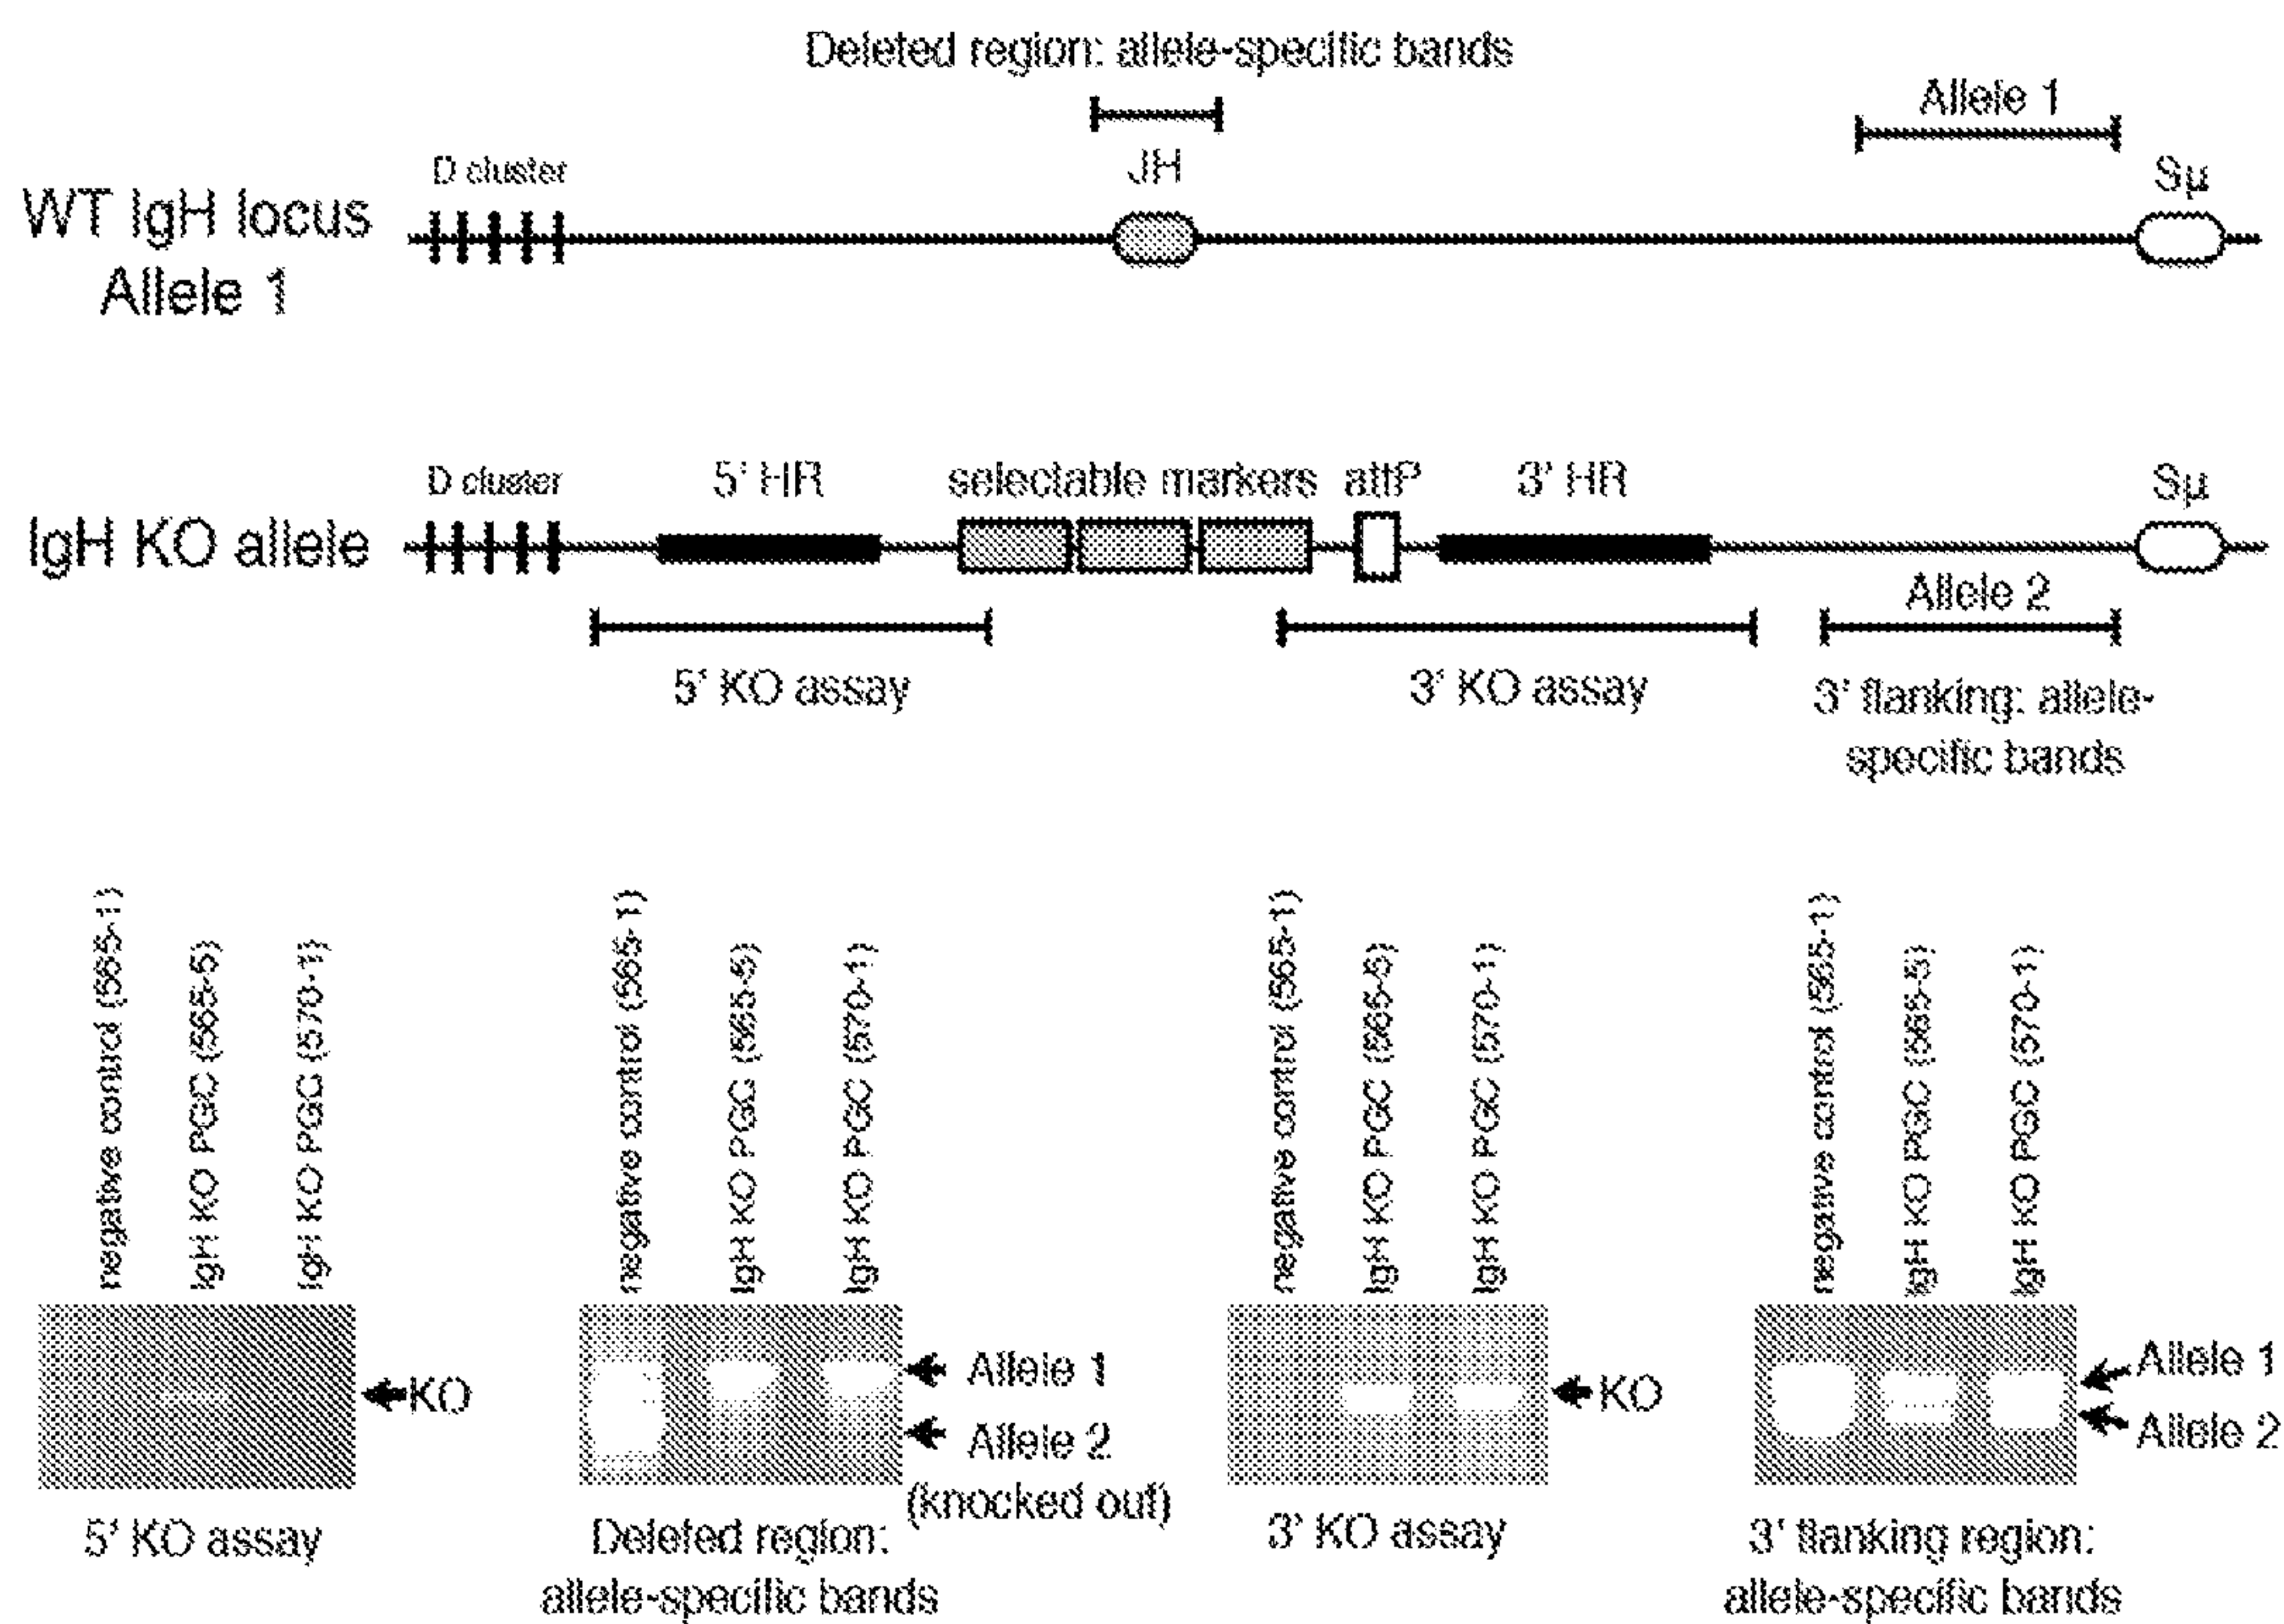 Deleted region: allele-specific bands
Allele 1
D cluster
JH
Sμ
WT IgH locus
Allele 1
D cluster
5' HR
selectable markers
attP
3' HR
Sμ
IgH KO allele
Allele 2
5' KO assay
3' KO assay
3' flanking: allele-
specific bands
negative control (565-1)
IgH KO PGC (565-5)
IgH KO PGC (570-1)
KO
5' KO assay
negative control (565-1)
IgH KO PGC (565-5)
IgH KO PGC (570-1)
Allele 1
Allele 2
(knocked out)
Deleted region:
allele-specific bands
negative control (565-1)
IgH KO PGC (565-5)
IgH KO PGC (570-1)
KO
3' KO assay
negative control (565-1)
IgH KO PGC (565-5)
IgH KO PGC (570-1)
Allele 1
Allele 2
3' flanking region:
allele-specific bands